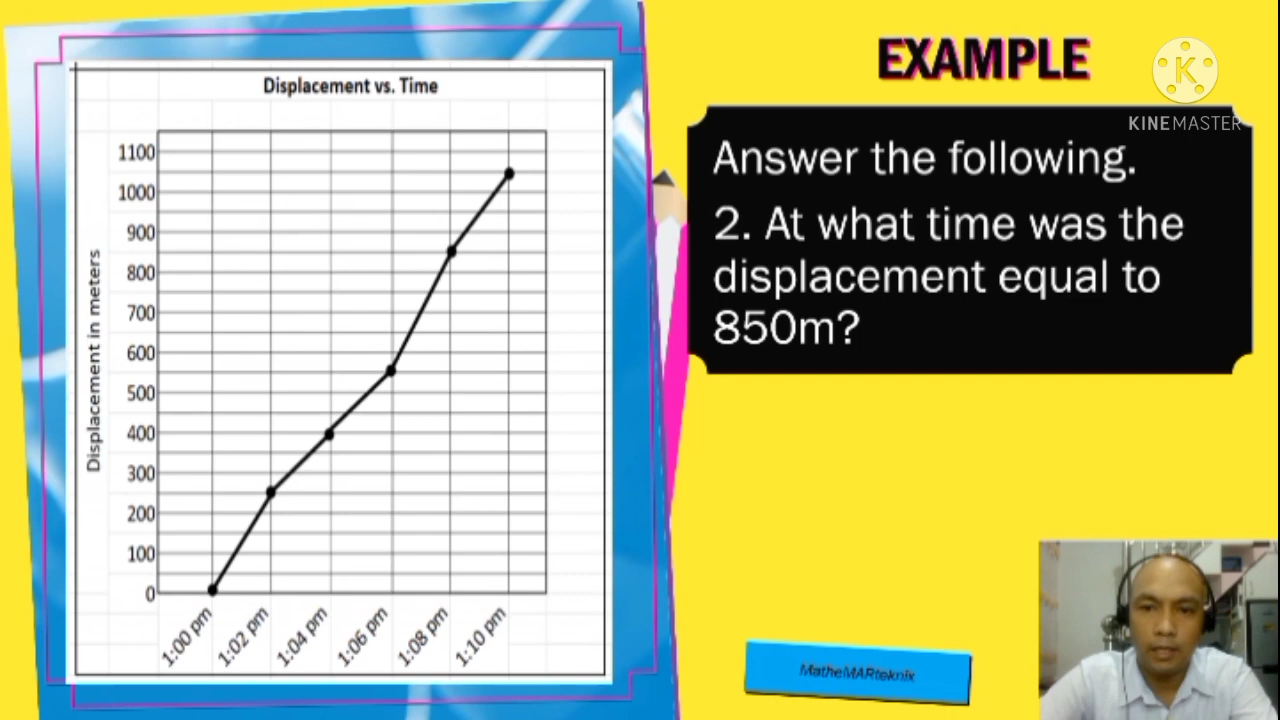 Displacement vs. Time
Displacement in meters
1100
1000
900
800
700
600
500
400
300
200
100
0
1:00 pm
1:02 pm
1:04 pm
1:06 pm
1:08 pm
1:10 pm
EXAMPLE
K
KINEMASTER
Answer the following.
2. At what time was the
displacement equal to
850m?
MatheMARteknix